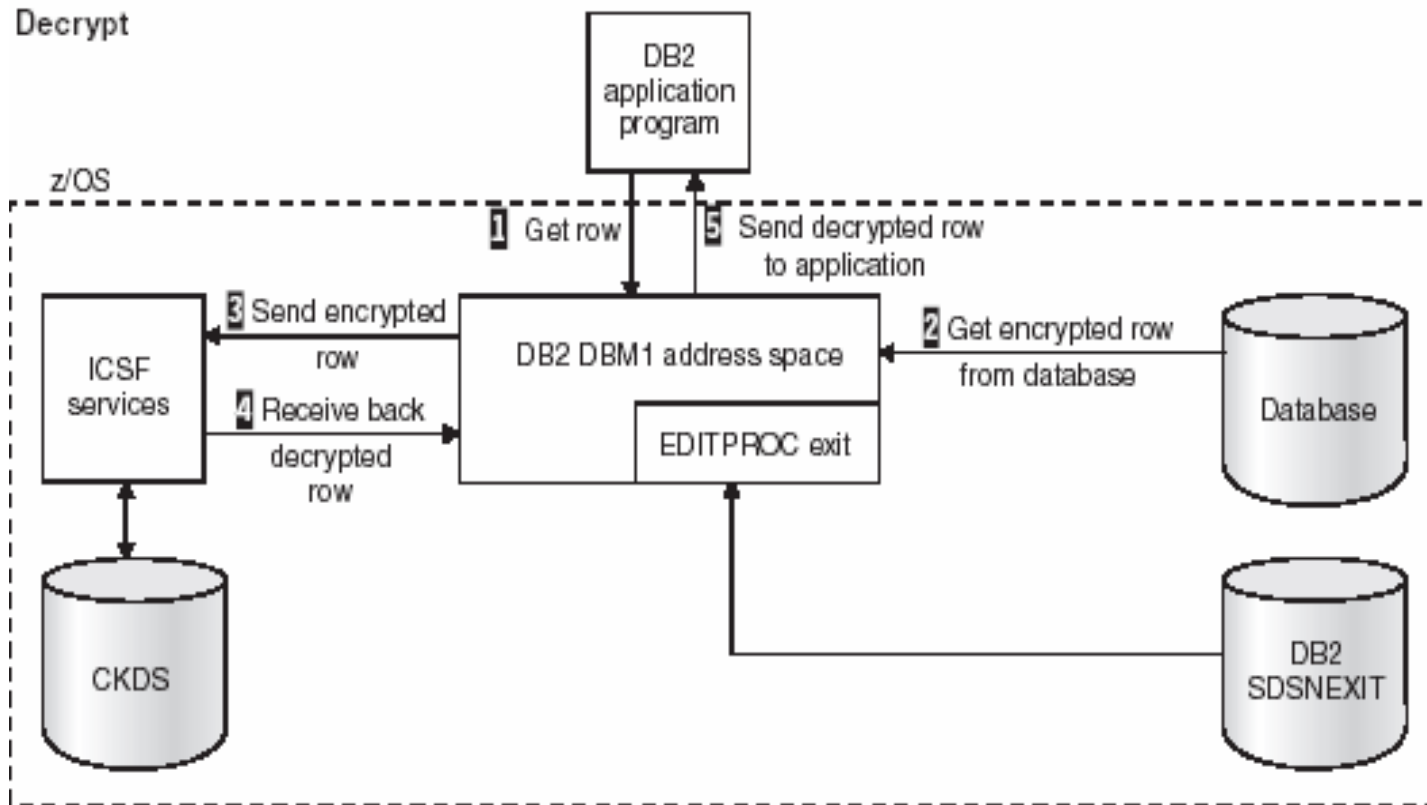 Decrypt
DB2
application
program
z/OS
1 Get row
5 Send decrypted row
to application
3 Send encrypted
row
ICSF
services
4 Receive back
decrypted
row
DB2 DBM1 address space
EDITPROC exit
2 Get encrypted row
from database
Database
CKDS
DB2
SDSNEXIT